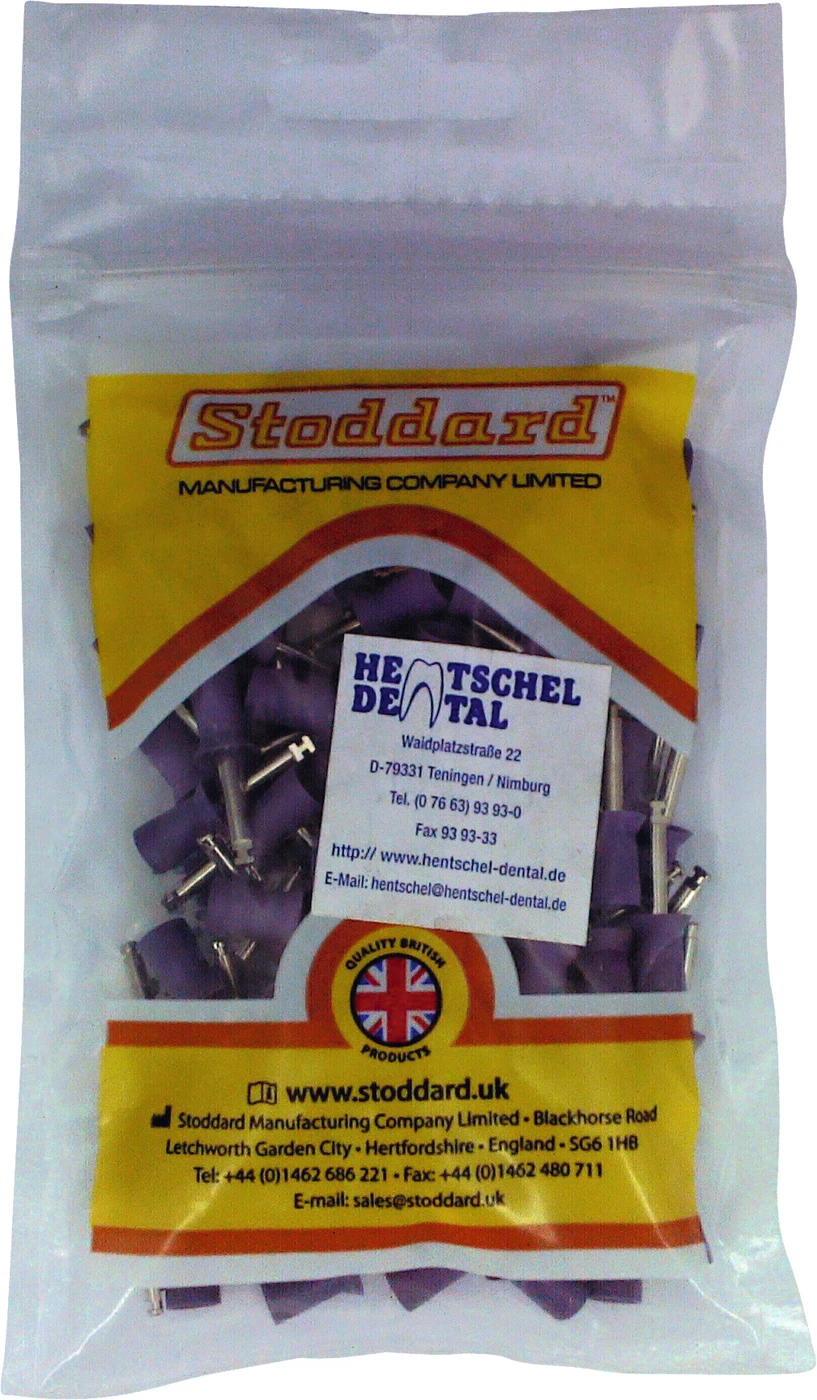 Stoddard™
MANUFACTURING COMPANY LIMITED
HENTSCHEL
DENTAL
Waidplatzstraße 22
D-79331 Teningen / Nimburg
Tel. (0 76 63) 93 93-0
Fax 93 93-33
http:// www.hentschel-dental.de
E-Mail: hentschel@hentschel-dental.de
QUALITY BRITISH
PRODUCTS
www.stoddard.uk
Stoddard Manufacturing Company Limited • Blackhorse Road
Letchworth Garden City • Hertfordshire • England • SG6 1HB
Tel: +44 (0)1462 686 221 • Fax: +44 (0)1462 480 711
E-mail: sales@stoddard.uk